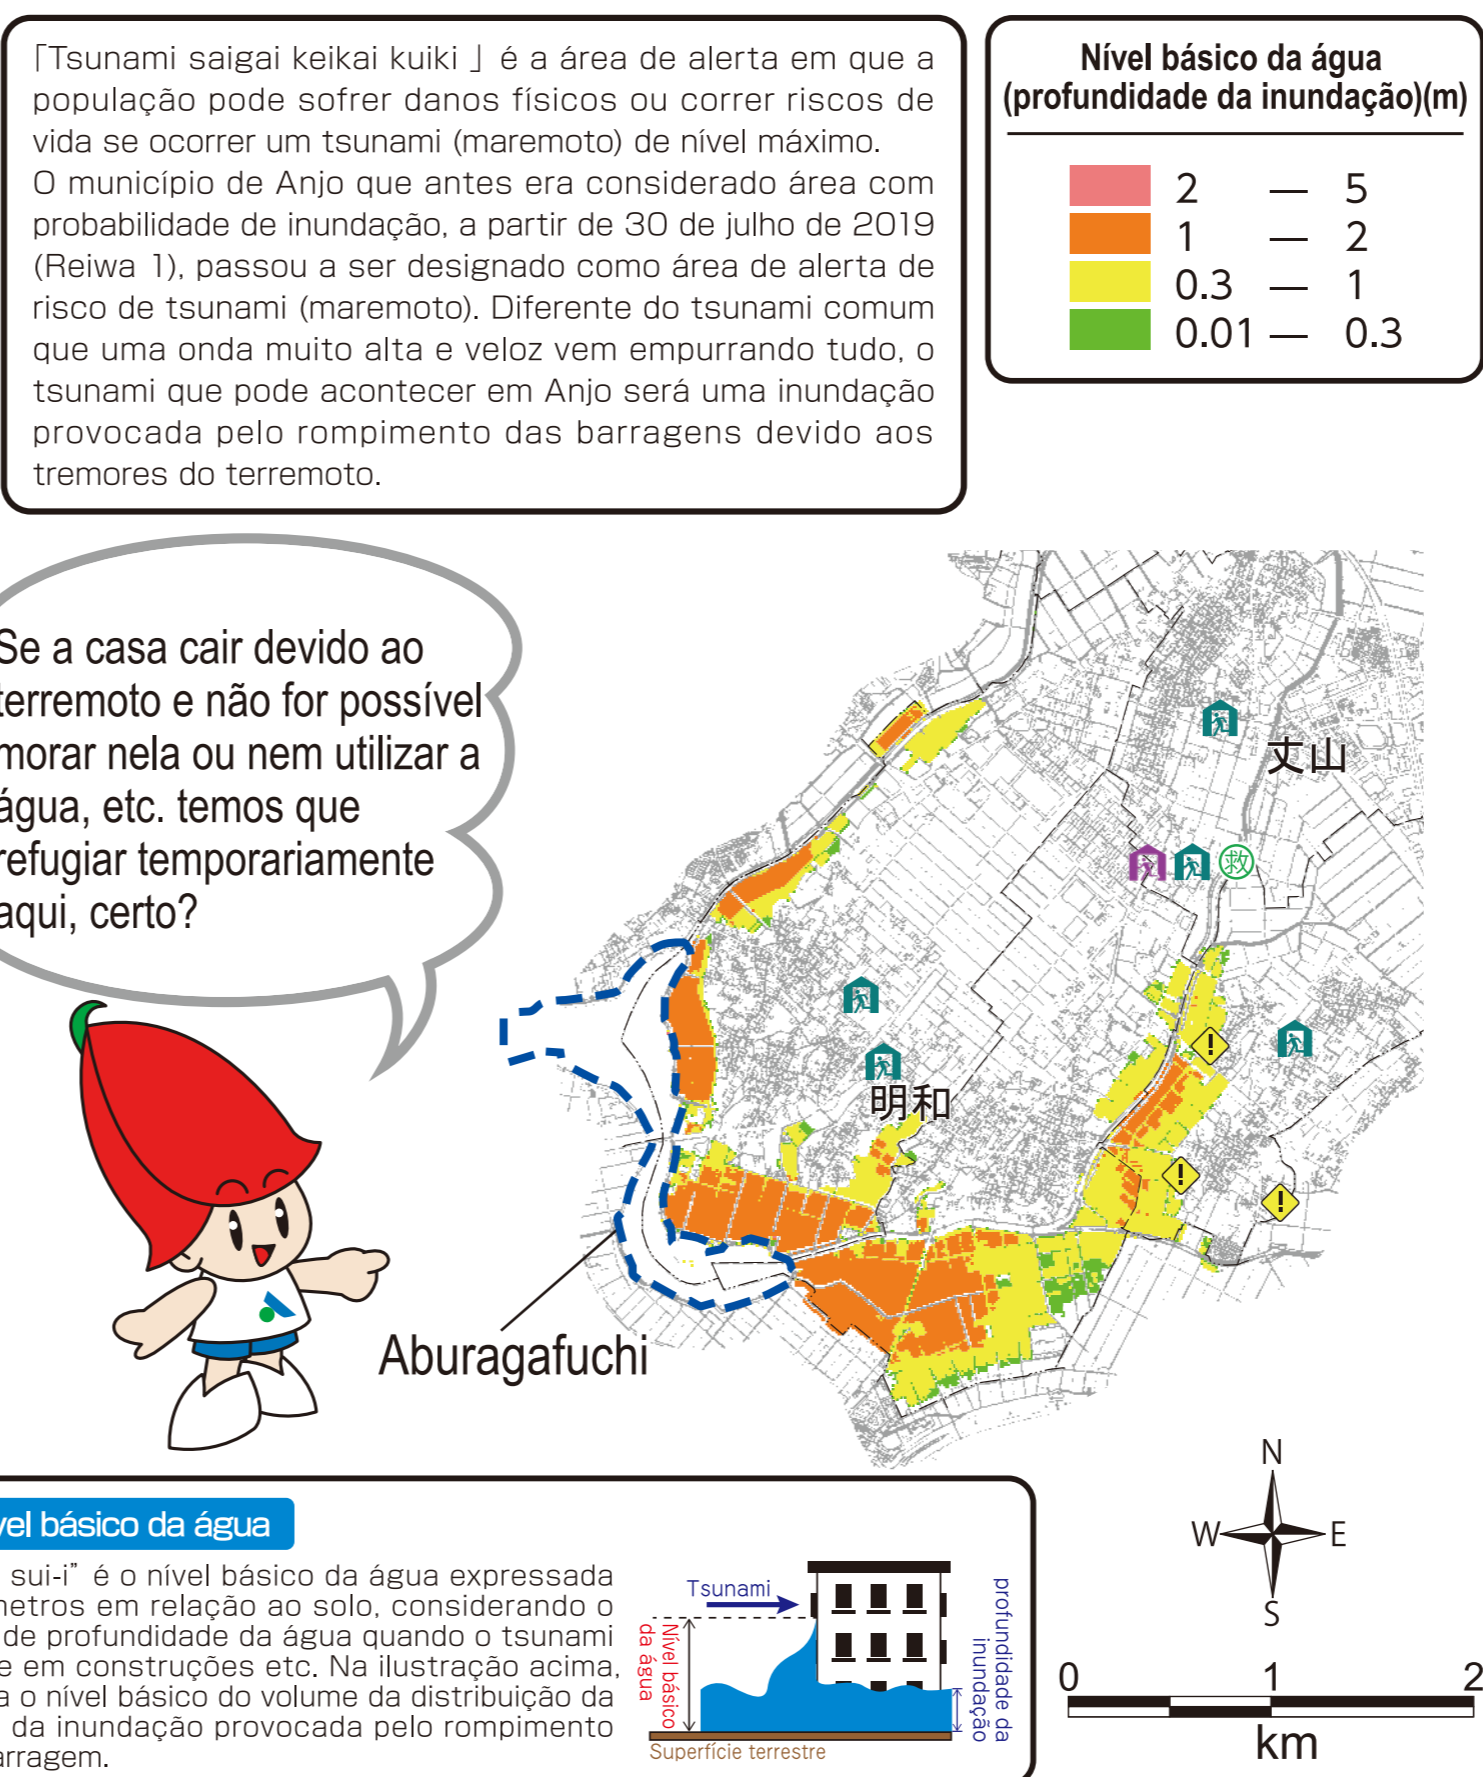 「Tsunami saigai keikai kuiki 」 é a área de alerta em que a
população pode sofrer danos físicos ou correr riscos de
vida se ocorrer um tsunami (maremoto) de nível máximo.
O município de Anjo que antes era considerado área com
probabilidade de inundação, a partir de 30 de julho de 2019
(Reiwa 1), passou a ser designado como área de alerta de
risco de tsunami (maremoto). Diferente do tsunami comum
que uma onda muito alta e veloz vem empurrando tudo, o
tsunami que pode acontecer em Anjo será uma inundação
provocada pelo rompimento das barragens devido aos
tremores do terremoto.
Nível básico da água
(profundidade da inundação)(m)
2 — 5
1 — 2
0.3 — 1
0.01 — 0.3
Se a casa cair devido ao
terremoto e não for possível
morar nela ou nem utilizar a
água, etc. temos que
refugiar temporariamente
aqui, certo?
丈山
救
明和
Aburagafuchi
vel básico da água
sui-i” é o nível básico da água expressada
metros em relação ao solo, considerando o
de profundidade da água quando o tsunami
e em construções etc. Na ilustração acima,
a o nível básico do volume da distribuição da
da inundação provocada pelo rompimento
arragem.
Tsunami
Nível básico
da água
profundidade da
inundação
Superfície terrestre
N
W E
S
0 1 2
km